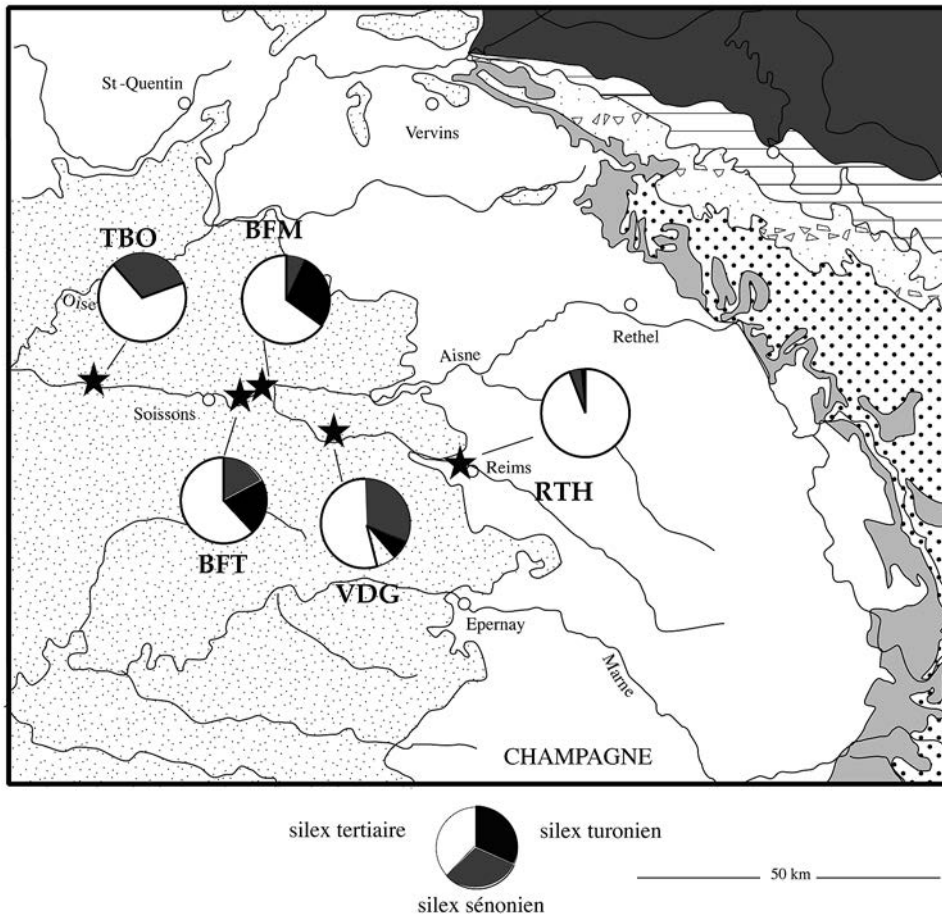 St-Quentin
Vervins
TBO
BFM
Oise
Aisne
Rethel
Soissons
Reims
RTH
BFT
VDG
Epernay
Marne
CHAMPAGNE
silex tertiaire
silex turonien
silex sénonien
50 km